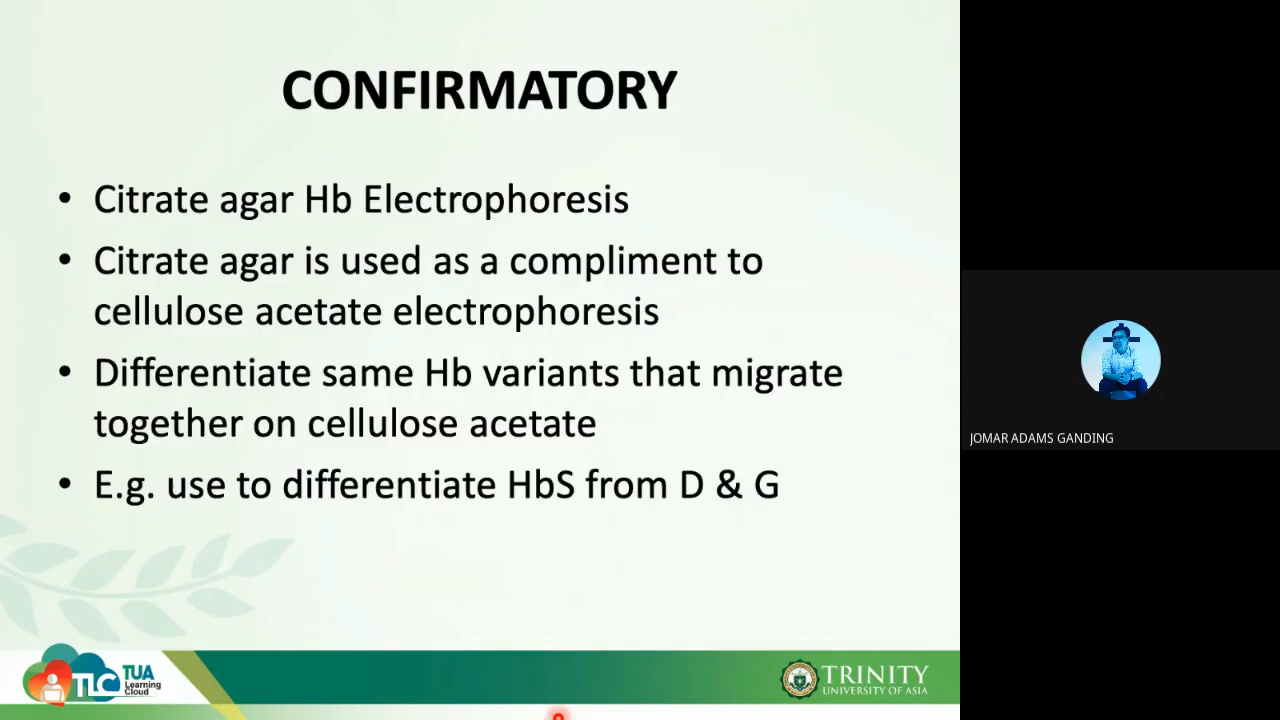 CONFIRMATORY
• Citrate agar Hb Electrophoresis
• Citrate agar is used as a compliment to
cellulose acetate electrophoresis
• Differentiate same Hb variants that migrate
together on cellulose acetate
• E.g. use to differentiate HbS from D & G
JOMAR ADAMS GANDING
TLC
TUA
Learning
Cloud
TRINITY
UNIVERSITY OF ASIA